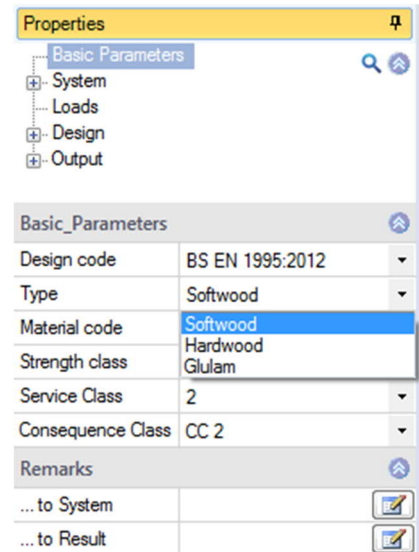 Properties
Basic Parameters
System
Loads
Design
Output
Basic_Parameters
Design code BS EN 1995:2012
Type Softwood
Material code Softwood
Hardwood
Strength class Glulam
Service Class 2
Consequence Class CC 2
Remarks
... to System
... to Result